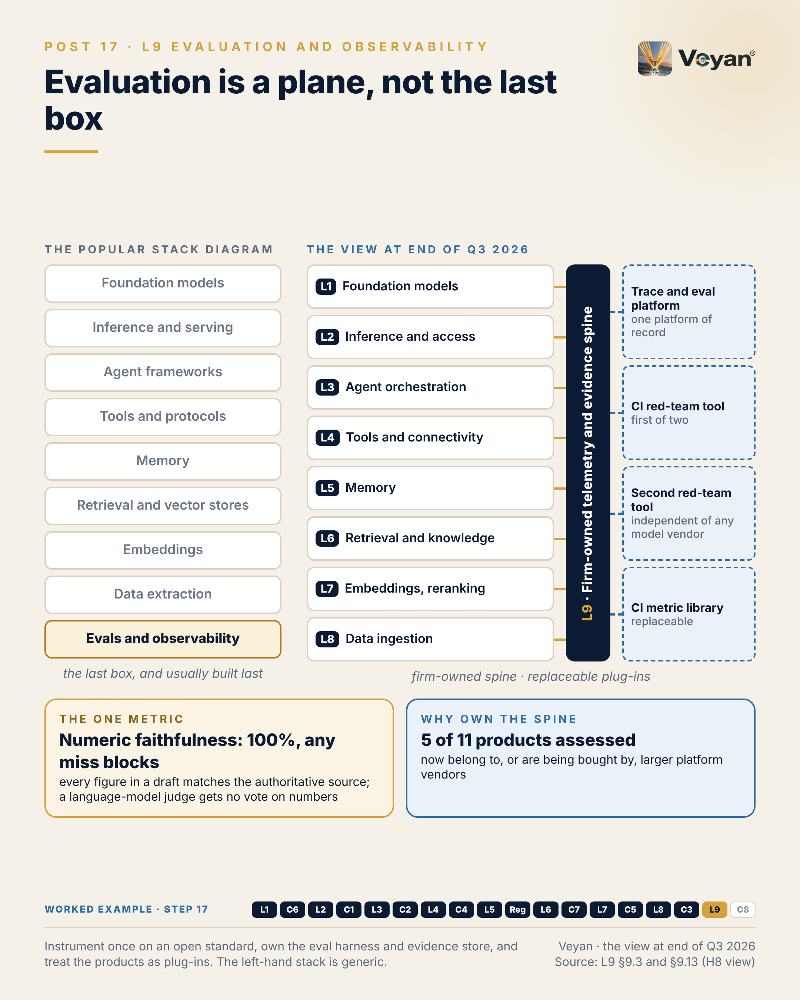 POST 17 · L9 EVALUATION AND OBSERVABILITY
Veyan®
Evaluation is a plane, not the last
box
THE POPULAR STACK DIAGRAM
Foundation models
Inference and serving
Agent frameworks
Tools and protocols
Memory
Retrieval and vector stores
Embeddings
Data extraction
Evals and observability
the last box, and usually built last
THE VIEW AT END OF Q3 2026
L1 Foundation models
L2 Inference and access
L3 Agent orchestration
L4 Tools and connectivity
L5 Memory
L6 Retrieval and knowledge
L7 Embeddings, reranking
L8 Data ingestion
L9 · Firm-owned telemetry and evidence spine
Trace and eval
platform
one platform of
record
CI red-team tool
first of two
Second red-team
tool
independent of any
model vendor
CI metric library
replaceable
firm-owned spine · replaceable plug-ins
THE ONE METRIC
Numeric faithfulness: 100%, any
miss blocks
every figure in a draft matches the authoritative source;
a language-model judge gets no vote on numbers
WHY OWN THE SPINE
5 of 11 products assessed
now belong to, or are being bought by, larger platform
vendors
WORKED EXAMPLE · STEP 17
L1 C6 L2 C1 L3 C2 L4 C4 L5 Reg L6 C7 L7 C5 L8 C3 L9 C8
Instrument once on an open standard, own the eval harness and evidence store, and
treat the products as plug-ins. The left-hand stack is generic.
Veyan · the view at end of Q3 2026
Source: L9 §9.3 and §9.13 (H8 view)